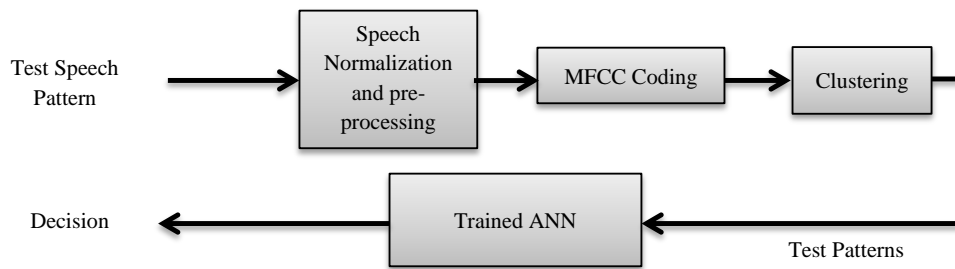 Test Speech
Pattern
Speech
Normalization
and pre-
processing
MFCC Coding
Clustering
Decision
Trained ANN
Test Patterns